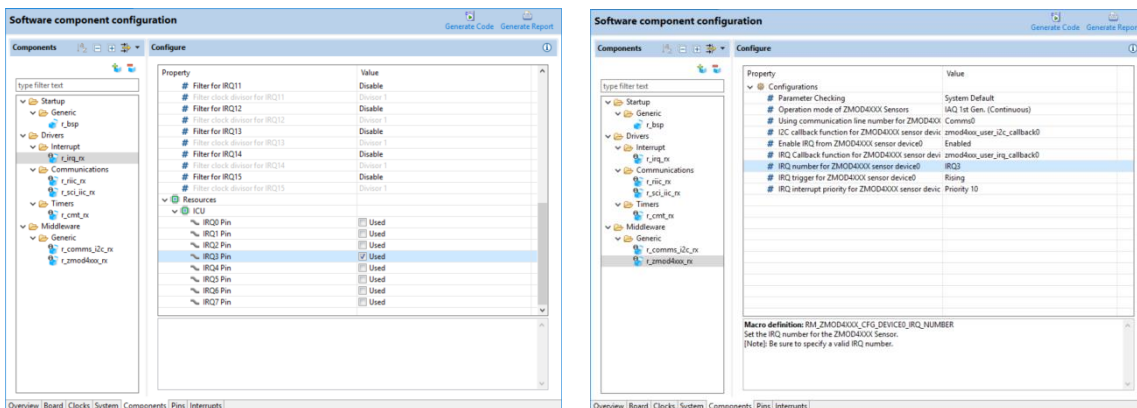 Software component configuration
Generate Code Generate Report
Components
Configure
type filter text
Startup
Generic
r_bsp
Drivers
Interrupt
r_irq_rx
Communications
r_riic_rx
r_sci_iic_rx
Timers
r_cmt_rx
Middleware
Generic
r_comms_i2c_rx
r_zmod4xxx_rx
Property Value
# Filter for IRQ11 Disable
# Filter clock divisor for IRQ11 Divisor 1
# Filter for IRQ12 Disable
# Filter clock divisor for IRQ12 Divisor 1
# Filter for IRQ13 Disable
# Filter clock divisor for IRQ13 Divisor 1
# Filter for IRQ14 Disable
# Filter clock divisor for IRQ14 Divisor 1
# Filter for IRQ15 Disable
# Filter clock divisor for IRQ15 Divisor 1
Resources
ICU
IRQ0 Pin Used
IRQ1 Pin Used
IRQ2 Pin Used
IRQ3 Pin Used
IRQ4 Pin Used
IRQ5 Pin Used
IRQ6 Pin Used
IRQ7 Pin Used
Overview Board Clocks System Components Pins Interrupts
Software component configuration
Generate Code Generate Report
Components
Configure
type filter text
Startup
Generic
r_bsp
Drivers
Interrupt
r_irq_rx
Communications
r_riic_rx
r_sci_iic_rx
Timers
r_cmt_rx
Middleware
Generic
r_comms_i2c_rx
r_zmod4xxx_rx
Property Value
Configurations
# Parameter Checking System Default
# Operation mode of ZMOD4XXX Sensors IAQ 1st Gen. (Continuous)
# Using communication line number for ZMOD4XX Comms0
# I2C callback function for ZMOD4XXX sensor devic zmod4xxx_user_i2c_callback0
# Enable IRQ from ZMOD4XXX sensor device0 Enabled
# IRQ Callback function for ZMOD4XXX sensor devi zmod4xxx_user_irq_callback0
# IRQ number for ZMOD4XXX sensor device0 IRQ3
# IRQ trigger for ZMOD4XXX sensor device0 Rising
# IRQ interrupt priority for ZMOD4XXX sensor devic Priority 10
Macro definition: RM_ZMOD4XXX_CFG_DEVICE0_IRQ_NUMBER
Set the IRQ number for the ZMOD4XXX Sensor.
[Note]: Be sure to specify a valid IRQ number.
Overview Board Clocks System Components Pins Interrupts